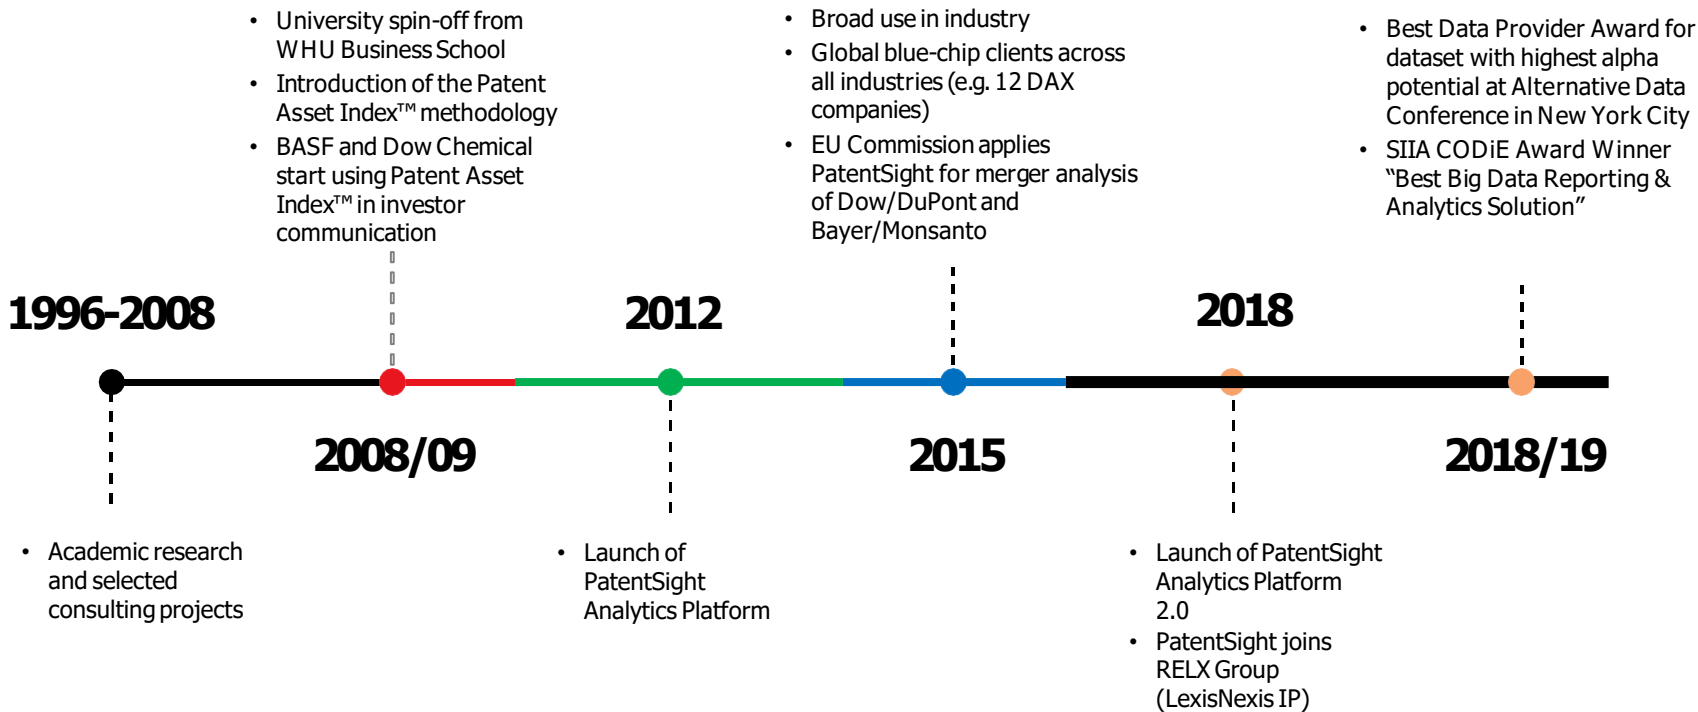 • University spin-off from
WHU Business School
• Introduction of the Patent
Asset Index™ methodology
• BASF and Dow Chemical
start using Patent Asset
Index™ in investor
communication
• Broad use in industry
• Global blue-chip clients across
all industries (e.g. 12 DAX
companies)
• EU Commission applies
PatentSight for merger analysis
of Dow/DuPont and
Bayer/Monsanto
• Best Data Provider Award for
dataset with highest alpha
potential at Alternative Data
Conference in New York City
• SIIA CODiE Award Winner
“Best Big Data Reporting &
Analytics Solution”
1996-2008
2012
2018
2008/09
2015
2018/19
• Academic research
and selected
consulting projects
• Launch of
PatentSight
Analytics Platform
• Launch of PatentSight
Analytics Platform
2.0
• PatentSight joins
RELX Group
(LexisNexis IP)